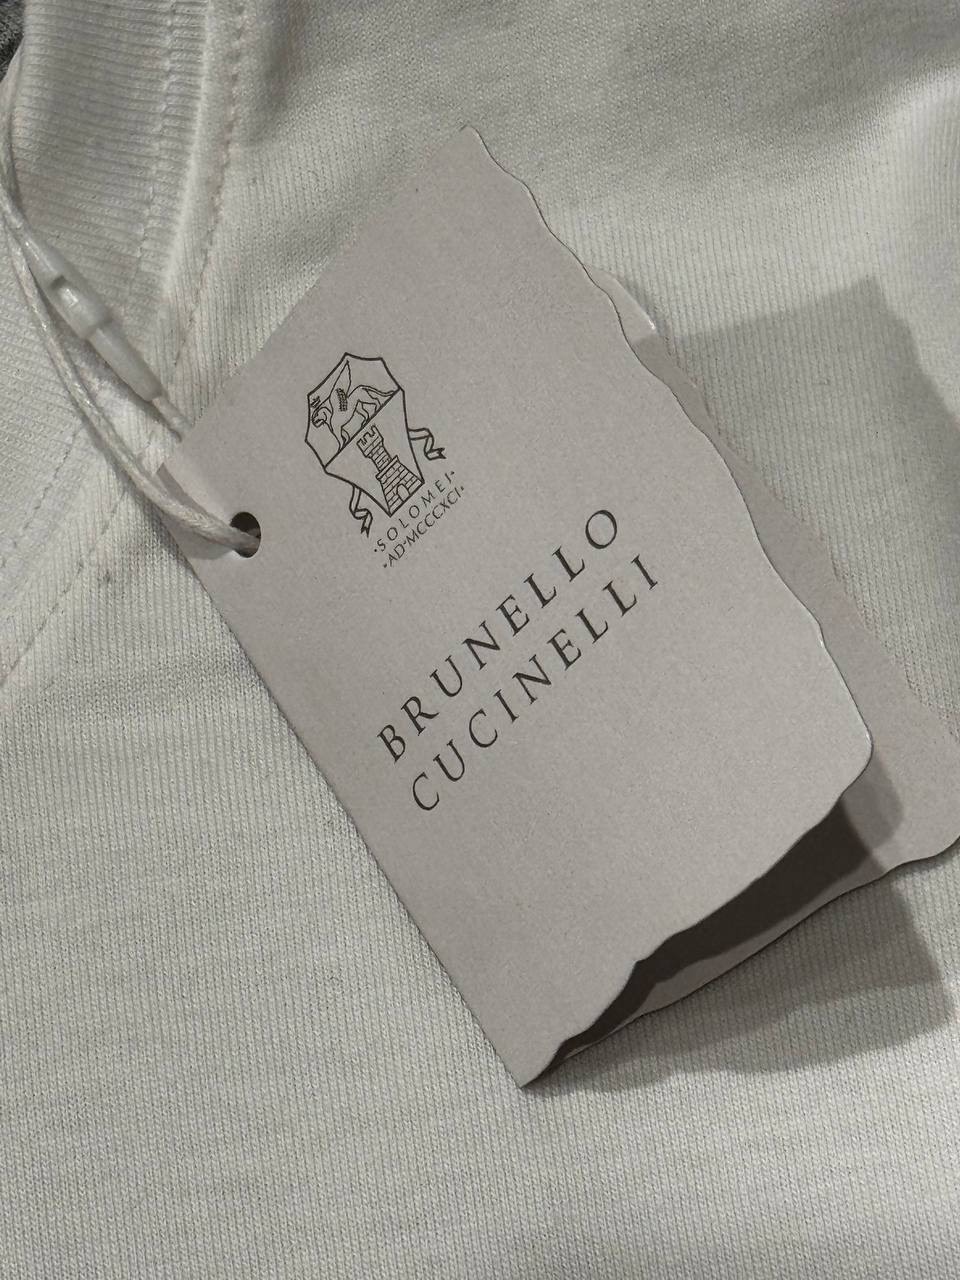 ·SOLOMEI·
·AD·MCCCXCI·
BRUNELLO
CUCINELLI